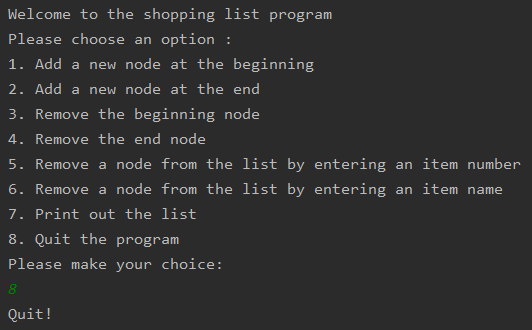 Welcome to the shopping list program
Please choose an option :
1. Add a new node at the beginning
2. Add a new node at the end
3. Remove the beginning node
4. Remove the end node
5. Remove a node from the list by entering an item number
6. Remove a node from the list by entering an item name
7. Print out the list
8. Quit the program
Please make your choice:
8
Quit!